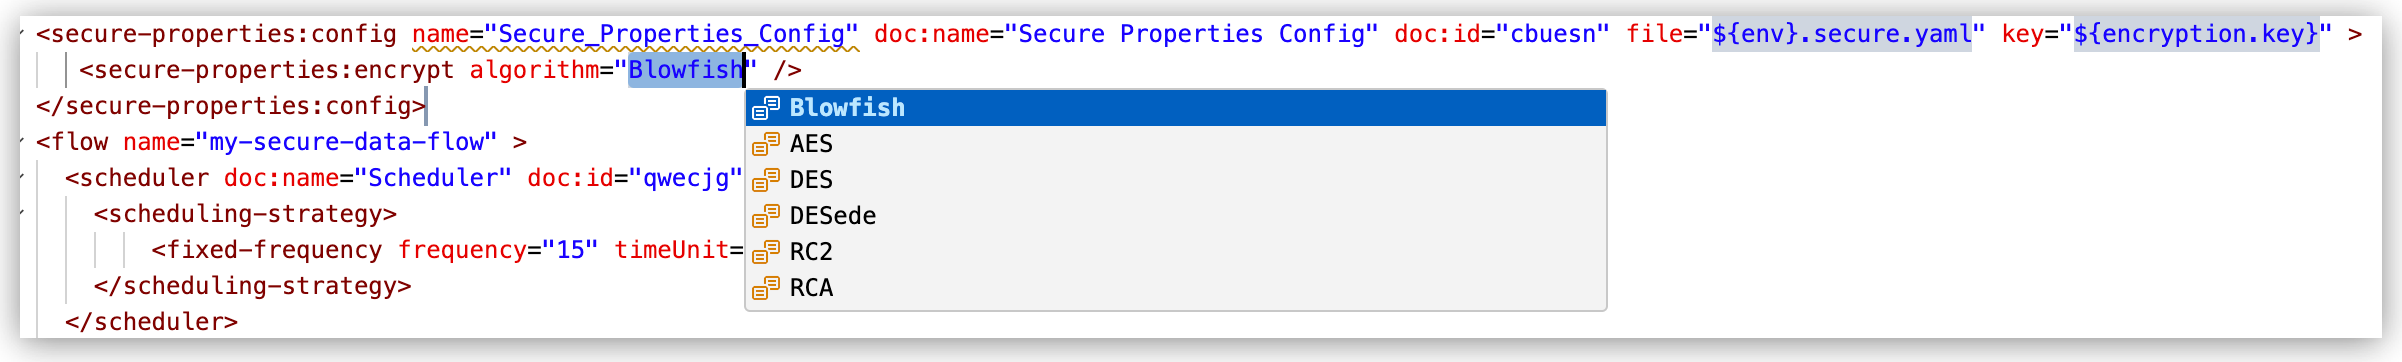 <secure-properties:config name="Secure_Properties_Config" doc:name="Secure Properties Config" doc:id="cbuesn" file="${env}.secure.yaml" key="${encryption.key}" >
<secure-properties:encrypt algorithm="Blowfish" />
</secure-properties:config>
Blowfish
<flow name="my-secure-data-flow" >
AES
<scheduler doc:name="Scheduler" doc:id="qwecjg"
DES
<scheduling-strategy>
DESede
<fixed-frequency frequency="15" timeUnit=
RC2
</scheduling-strategy>
RCA
</scheduler>